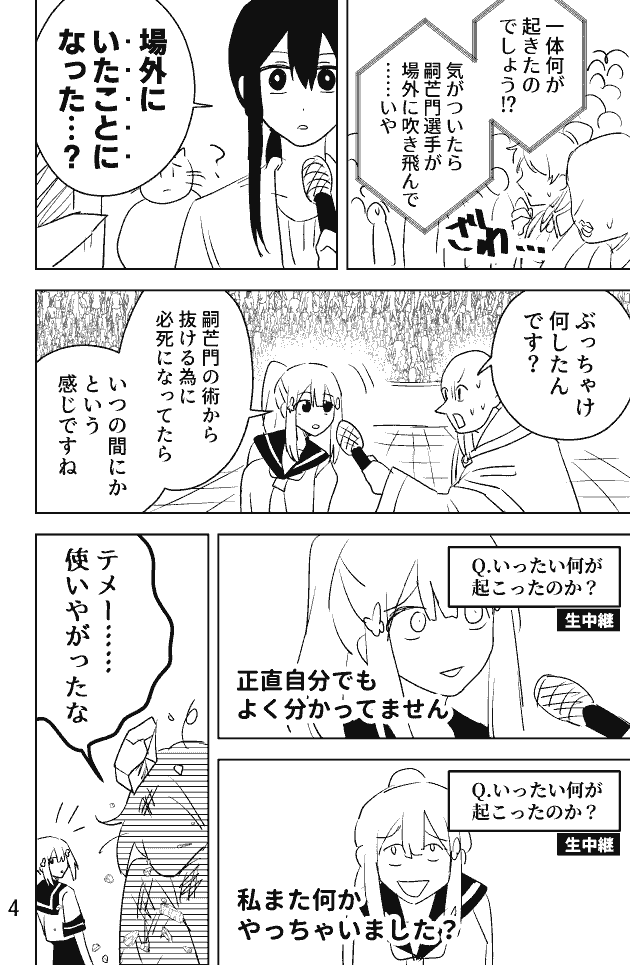 一体何が
起きたの
でしょう!?
気がついたら
嗣芒門選手が
場外に吹き飛んで
……いや
ざわ…
場外に
いたことに
なった…?
ぶっちゃけ
何したん
です?
嗣芒門の術から
抜ける為に
必死になってたら
いつの間にか
という
感じですね
Q.いったい何が
起こったのか?
生中継
正直自分でも
よく分かってません
Q.いったい何が
起こったのか?
生中継
私また何か
やっちゃいました?
テメー……
使いやがったな
4